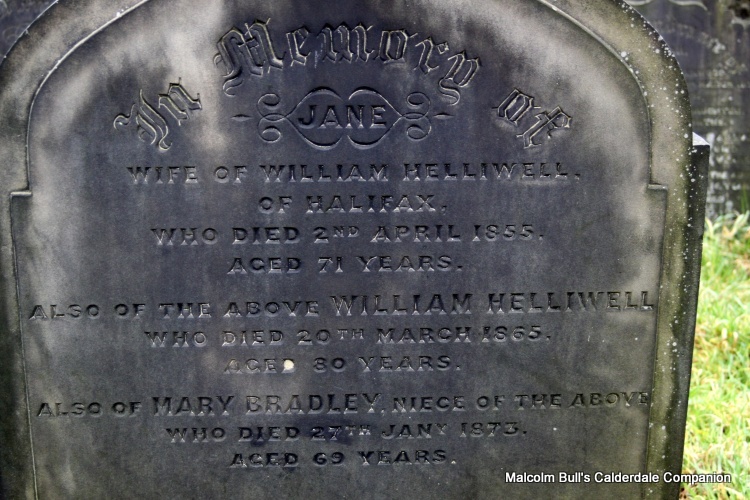 In Memory of
JANE
WIFE OF WILLIAM HELLIWELL,
OF HALIFAX,
WHO DIED 2ND APRIL 1855.
AGED 71 YEARS.
ALSO OF THE ABOVE WILLIAM HELLIWELL
WHO DIED 20TH MARCH 1865.
AGED 80 YEARS.
ALSO OF MARY BRADLEY, NIECE OF THE ABOVE
WHO DIED 27TH JANY 1873.
AGED 69 YEARS.
Malcolm Bull's Calderdale Companion